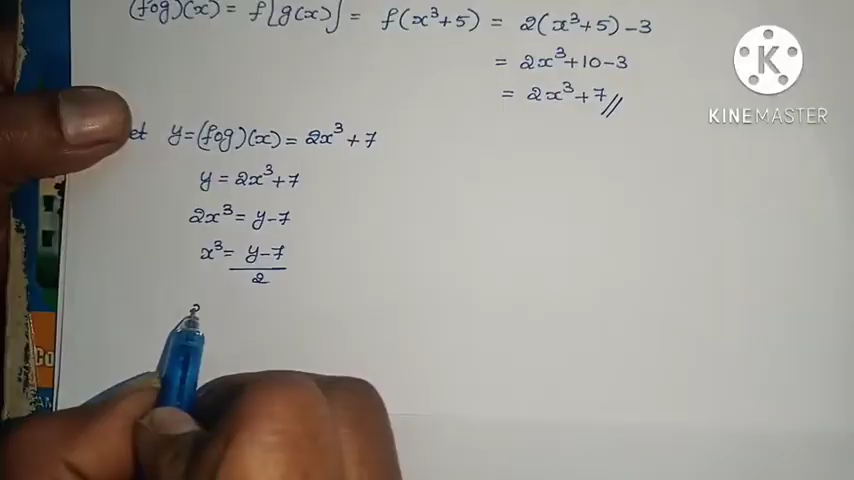 (fog)(x) = f[g(x)] = f(x³+5) = 2(x³+5)-3
= 2x³+10-3
= 2x³+7//
K
KINEMASTER
et y=(fog)(x) = 2x³+7
y = 2x³+7
2x³ = y-7
x³ = y-7
2
Co